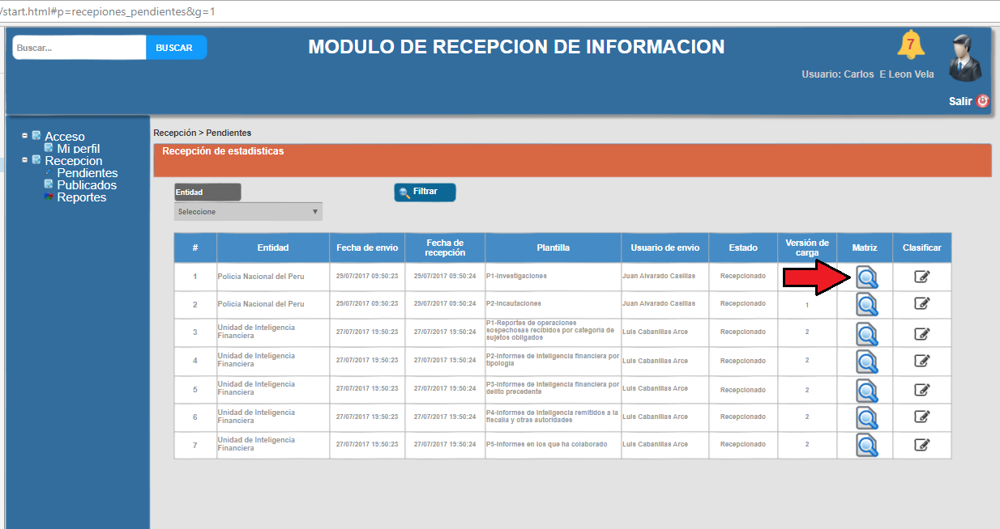 /start.html#p=recepiones_pendientes&g=1
Buscar...
BUSCAR
MODULO DE RECEPCION DE INFORMACION
7
Usuario: Carlos E Leon Vela
Salir
Acceso
Mi perfil
Recepcion
Pendientes
Publicados
Reportes
Recepción > Pendientes
Recepción de estadísticas
Entidad
Filtrar
Seleccione
# Entidad Fecha de envio Fecha de recepción Plantilla Usuario de envio Estado Versión de carga Matriz Clasificar
1 Policia Nacional del Peru 29/07/2017 09:50:23 29/07/2017 09:50:24 P1-Investigaciones Juan Alvarado Casillas Recepcionado
2 Policia Nacional del Peru 29/07/2017 09:50:23 29/07/2017 09:50:24 P2-Incautaciones Juan Alvarado Casillas Recepcionado 1
3 Unidad de Inteligencia Financiera 27/07/2017 19:50:23 27/07/2017 19:50:24 P1-Reportes de operaciones sospechosas recibidos por categoria de sujetos obligados Luis Cabanillas Arce Recepcionado 2
4 Unidad de Inteligencia Financiera 27/07/2017 19:50:23 27/07/2017 19:50:24 P2-Informes de Inteligencia financiera por tipologia Luis Cabanillas Arce Recepcionado 2
5 Unidad de Inteligencia Financiera 27/07/2017 19:50:23 27/07/2017 19:50:24 P3-Informes de Inteligencia financiera por delito precedente Luis Cabanillas Arce Recepcionado 2
6 Unidad de Inteligencia Financiera 27/07/2017 19:50:23 27/07/2017 19:50:24 P4-Informes de Inteligencia remitidos a la fiscalia y otras autoridades Luis Cabanillas Arce Recepcionado 2
7 Unidad de Inteligencia Financiera 27/07/2017 19:50:23 27/07/2017 19:50:24 P5-Informes en los que ha colaborado Luis Cabanillas Arce Recepcionado 2